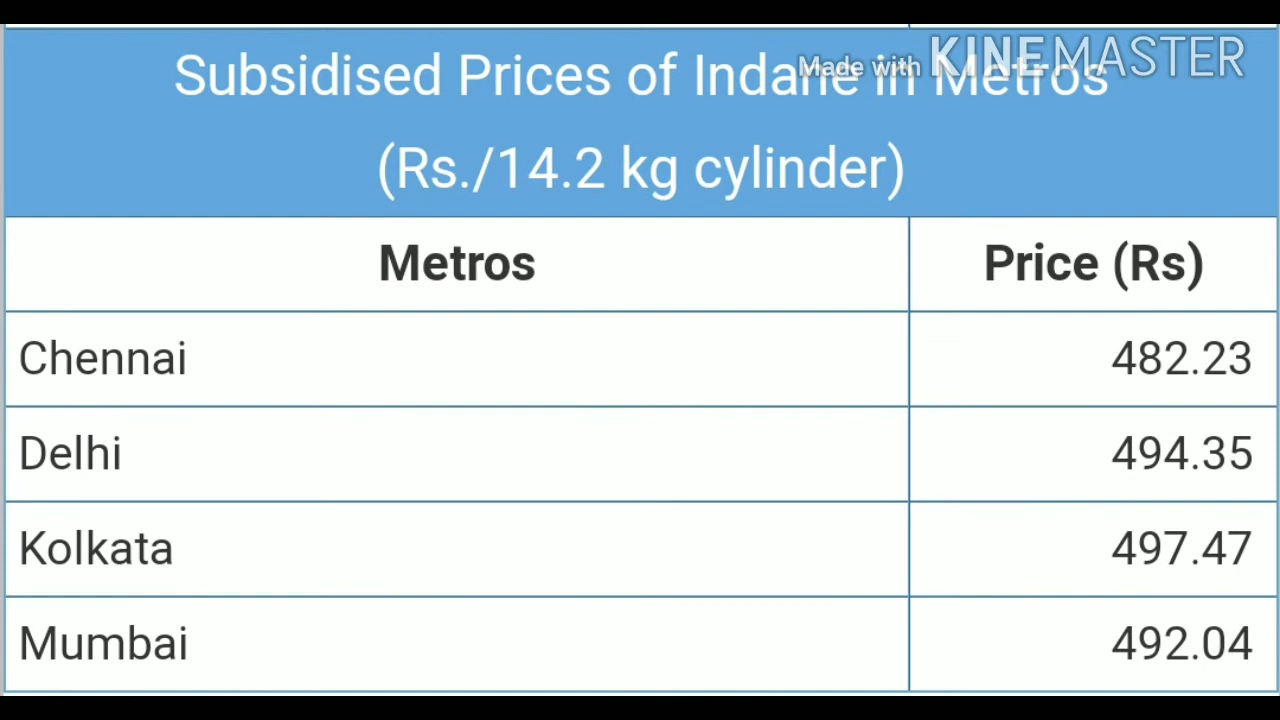 Made with KINEMASTER
Subsidised Prices of Indane in Metros
(Rs./14.2 kg cylinder)
Metros Price (Rs)
Chennai 482.23
Delhi 494.35
Kolkata 497.47
Mumbai 492.04